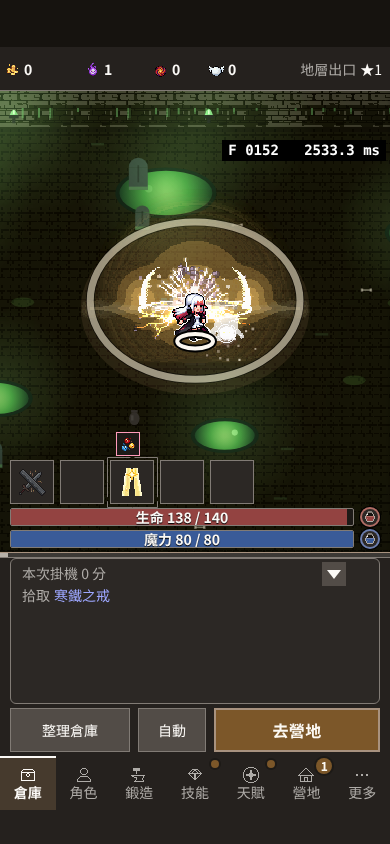 0 1 0 0 地層出口 ★1
F 0152 2533.3 ms
生命 138 / 140
魔力 80 / 80
本次掛機 0 分
拾取 寒鐵之戒
整理倉庫 自動 去營地
1
倉庫 角色 鍛造 技能 天賦 營地 更多